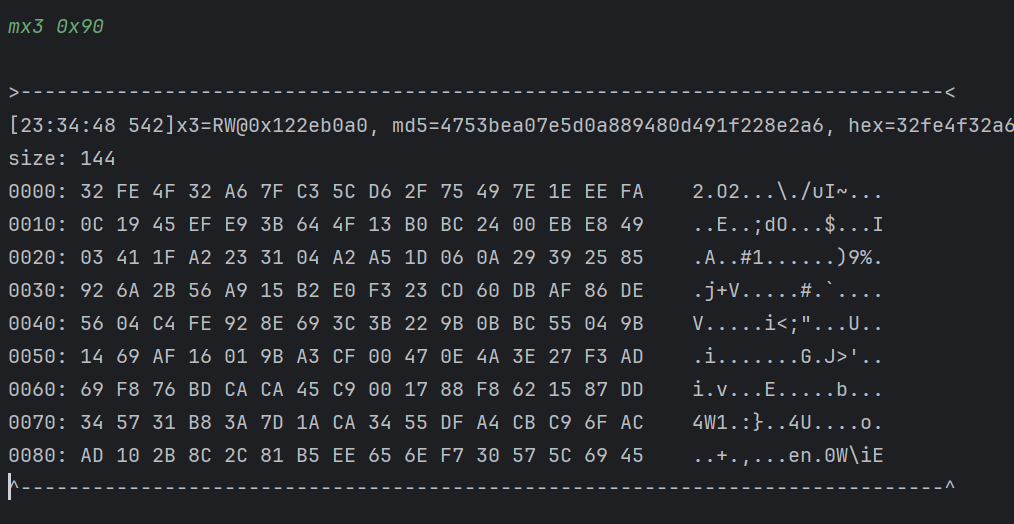 mx3 0x90
>-----------------------------------------------------------------------------<
[23:34:48 542]x3=RW@0x122eb0a0, md5=4753bea07e5d0a889480d491f228e2a6, hex=32fe4f32a6
size: 144
0000: 32 FE 4F 32 A6 7F C3 5C D6 2F 75 49 7E 1E EE FA    2.O2...\./uI~...
0010: 0C 19 45 EF E9 3B 64 4F 13 B0 BC 24 00 EB E8 49    ..E..;dO...$...I
0020: 03 41 1F A2 23 31 04 A2 A5 1D 06 0A 29 39 25 85    .A..#1......)9%.
0030: 92 6A 2B 56 A9 15 B2 E0 F3 23 CD 60 DB AF 86 DE    .j+V.....#.`....
0040: 56 04 C4 FE 92 8E 69 3C 3B 22 9B 0B BC 55 04 9B    V.....i<;"...U..
0050: 14 69 AF 16 01 9B A3 CF 00 47 0E 4A 3E 27 F3 AD    .i.......G.J>'..
0060: 69 F8 76 BD CA CA 45 C9 00 17 88 F8 62 15 87 DD    i.v...E.....b...
0070: 34 57 31 B8 3A 7D 1A CA 34 55 DF A4 CB C9 6F AC    4W1.:}..4U....o.
0080: AD 10 2B 8C 2C 81 B5 EE 65 6E F7 30 57 5C 69 45    ..+.,...en.0W\iE
^-----------------------------------------------------------------------------^